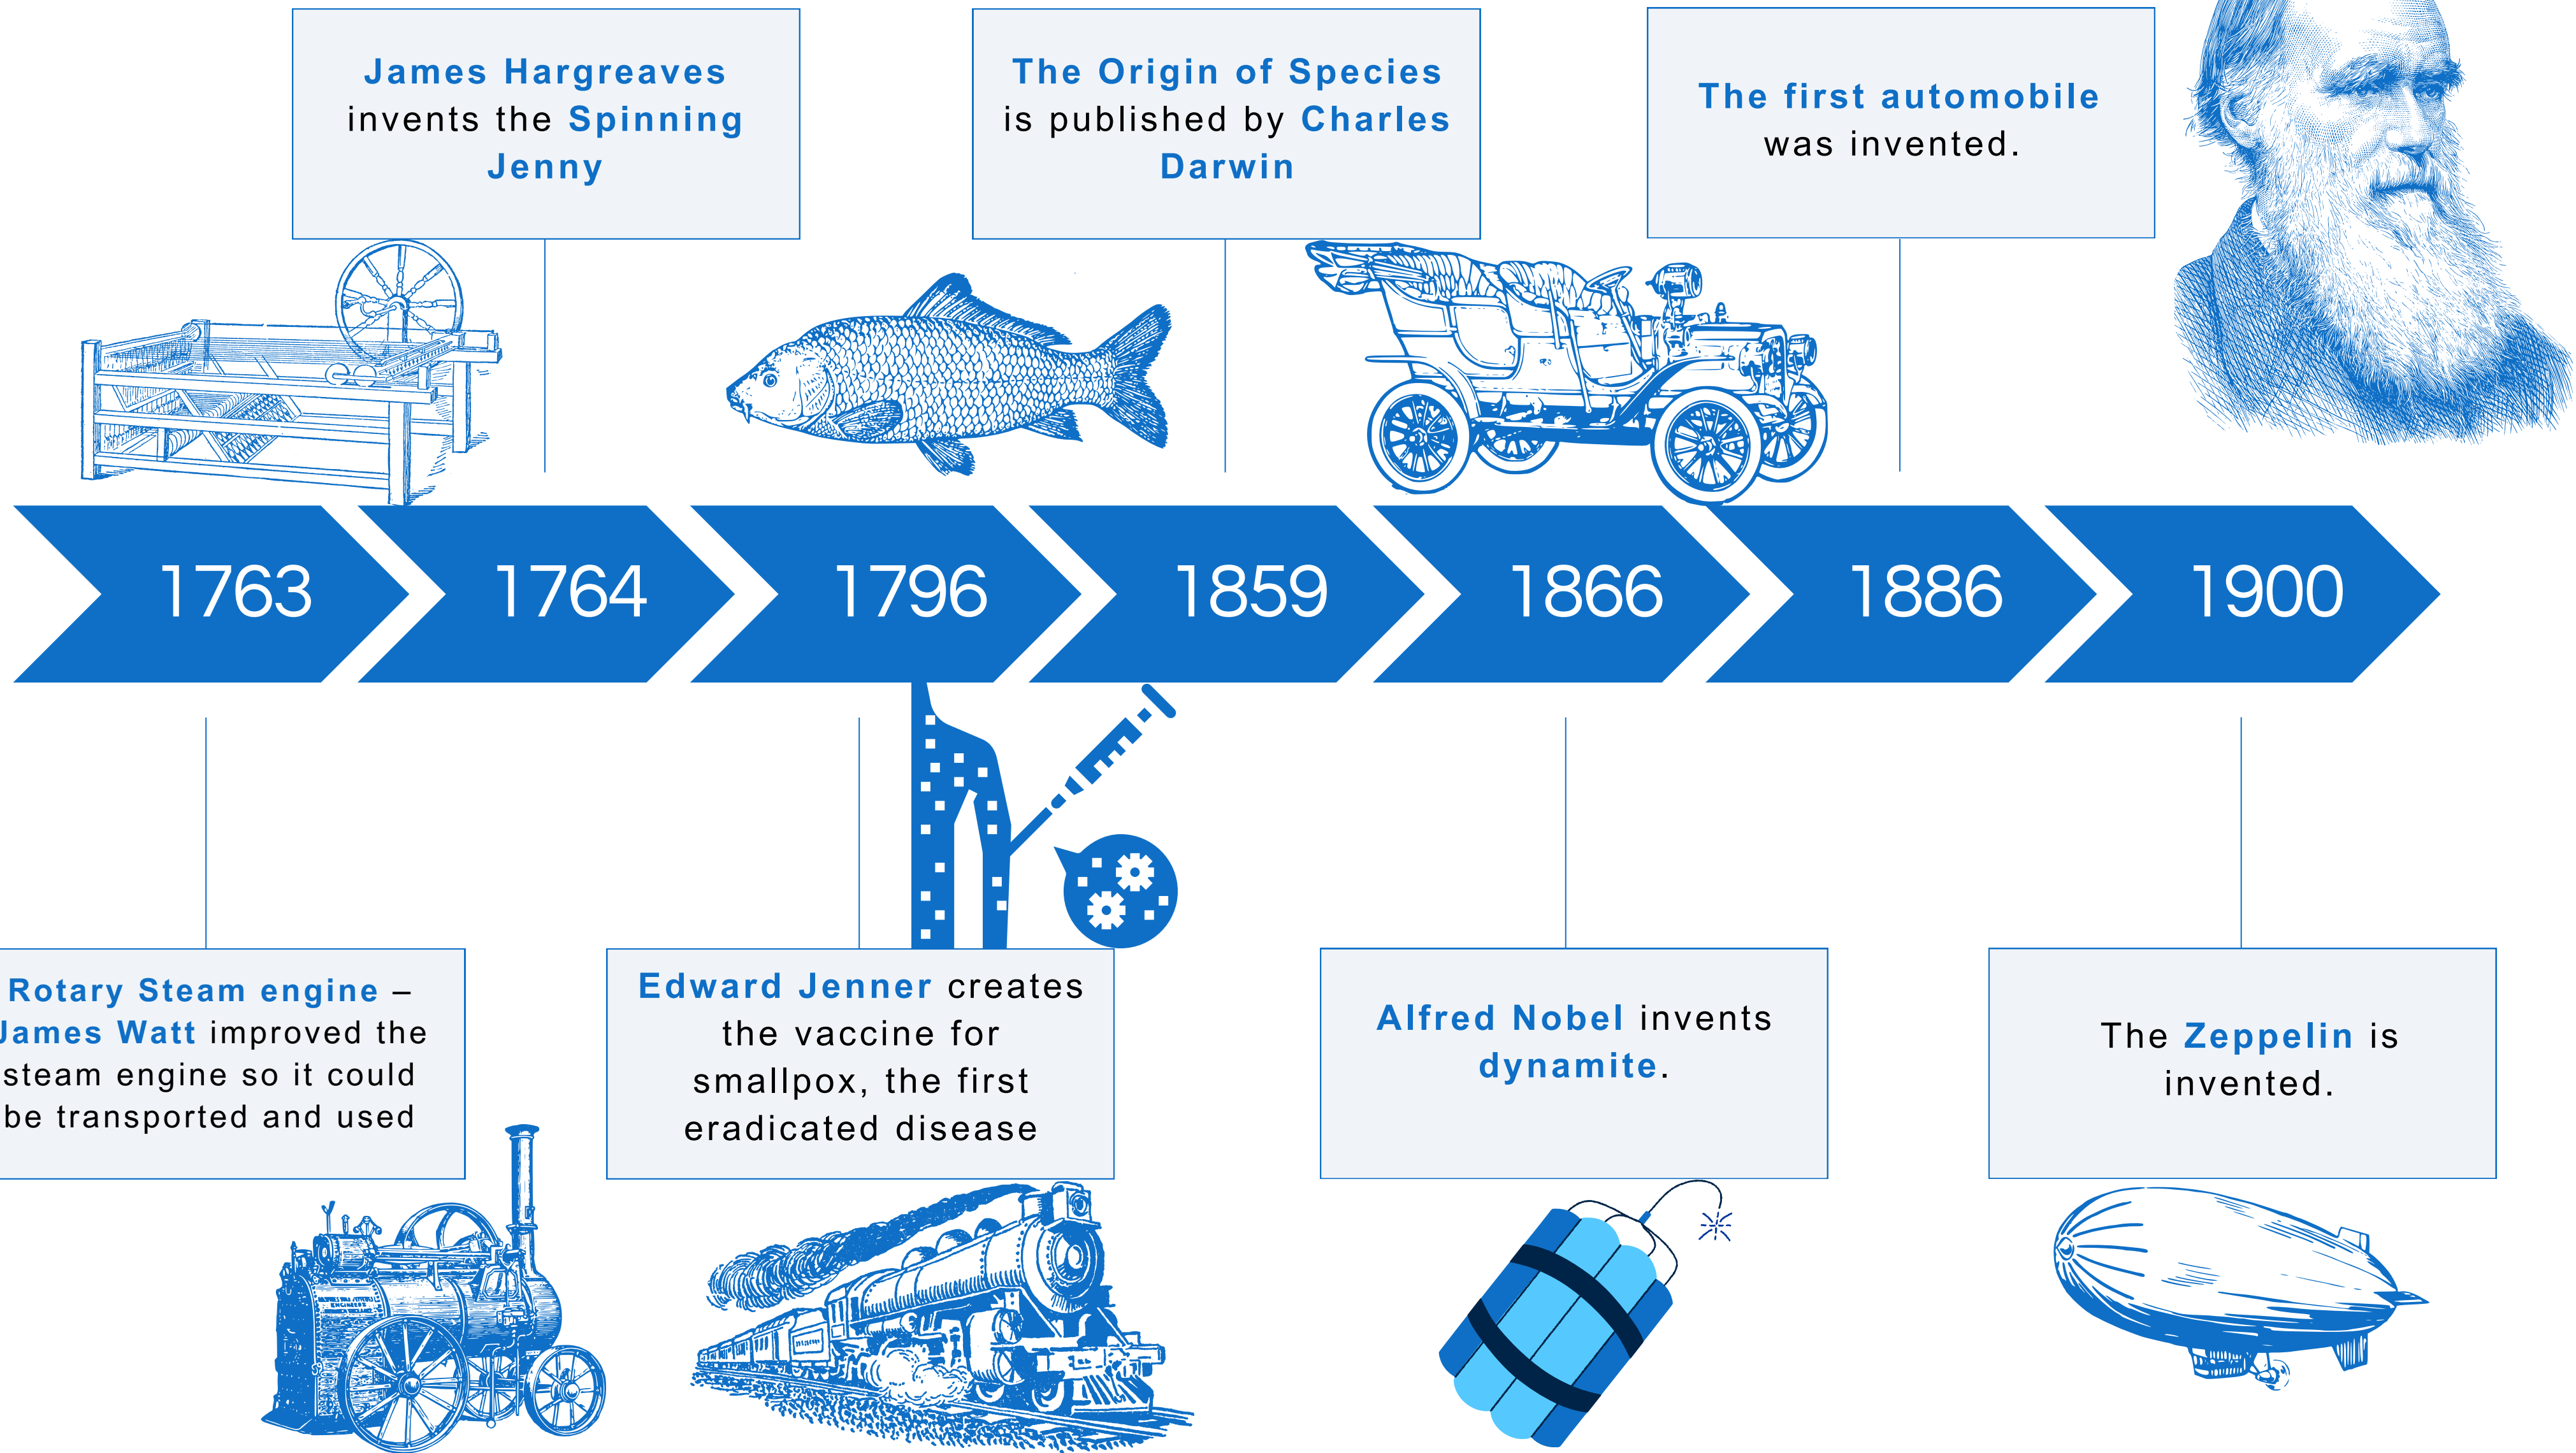 James Hargreaves
invents the Spinning
Jenny
The Origin of Species
is published by Charles
Darwin
The first automobile
was invented.
1763
1764
1796
1859
1866
1886
1900
Rotary Steam engine –
James Watt improved the
steam engine so it could
be transported and used
Edward Jenner creates
the vaccine for
smallpox, the first
eradicated disease
Alfred Nobel invents
dynamite.
The Zeppelin is
invented.